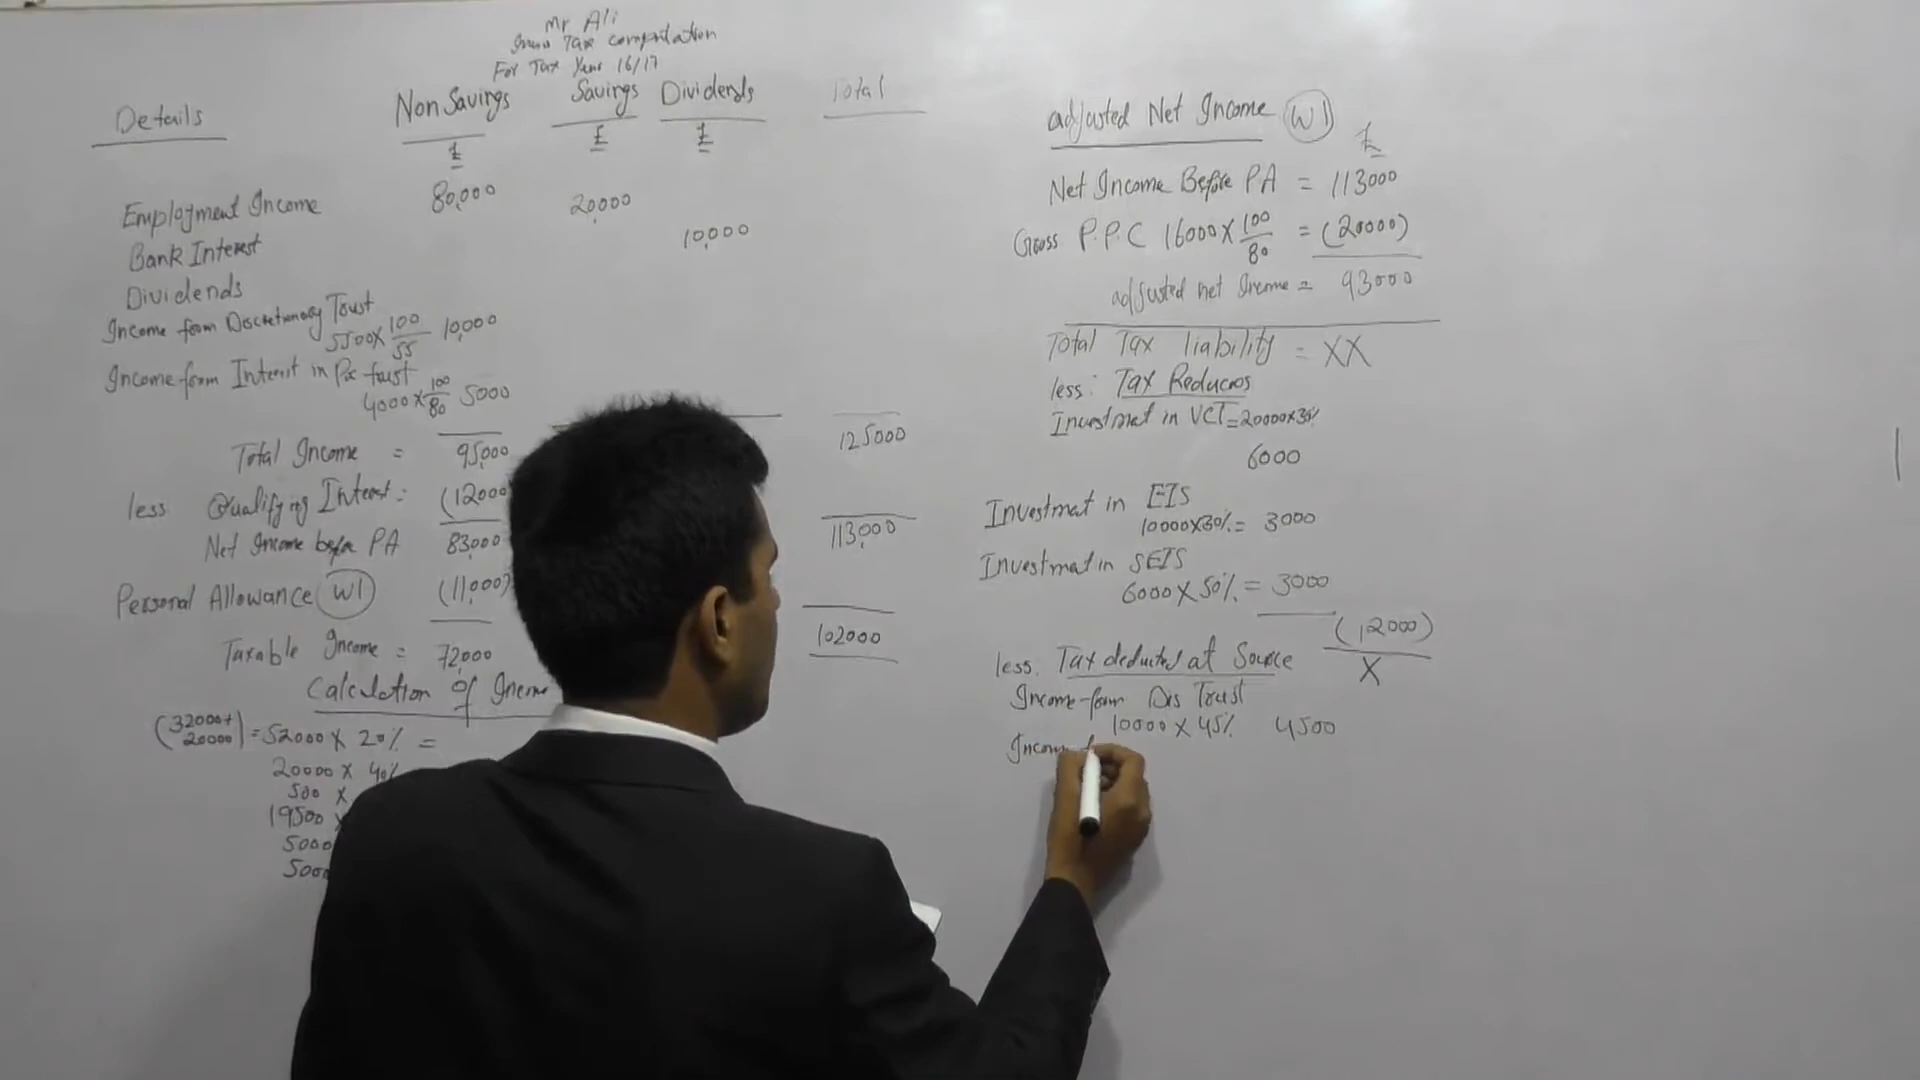 Mr Ali
Tax computation
For Tax Year 16/17
Details Non Savings Savings Dividends Total
£ £ £
Employment Income 80,000 20,000
Bank Interest 10,000
Dividends
Income from Discretionary Trust
5500 X 100/55 10,000
Income from Interest in trust
4000 X 100/80 5000
Total Income = 95,000 125000
less Qualifying Interest: (12000
Net Income before PA 83,000 113,000
Personal Allowance W1 (11,000)
Taxable Income = 72,000 102000
Calculation of Income
(32000+20000) = 52000 X 20% =
20000 X 40%
500 X
19500 X
5000
5000
adjusted Net Income W1
£
Net Income Before PA = 113000
Gross P.P.C 16000 X 100/80 = (20000)
adjusted net Income = 93000
Total Tax liability = XX
less: Tax Reducers
Investment in VCT = 20000 X 30%
6000
Investmat in EIS
10000 X 30% = 3000
Investmat in SEIS
6000 X 50% = 3000
(12000)
less. Tax deducted at Source X
Income from Dis Trust
10000 X 45% 4500
Incom f